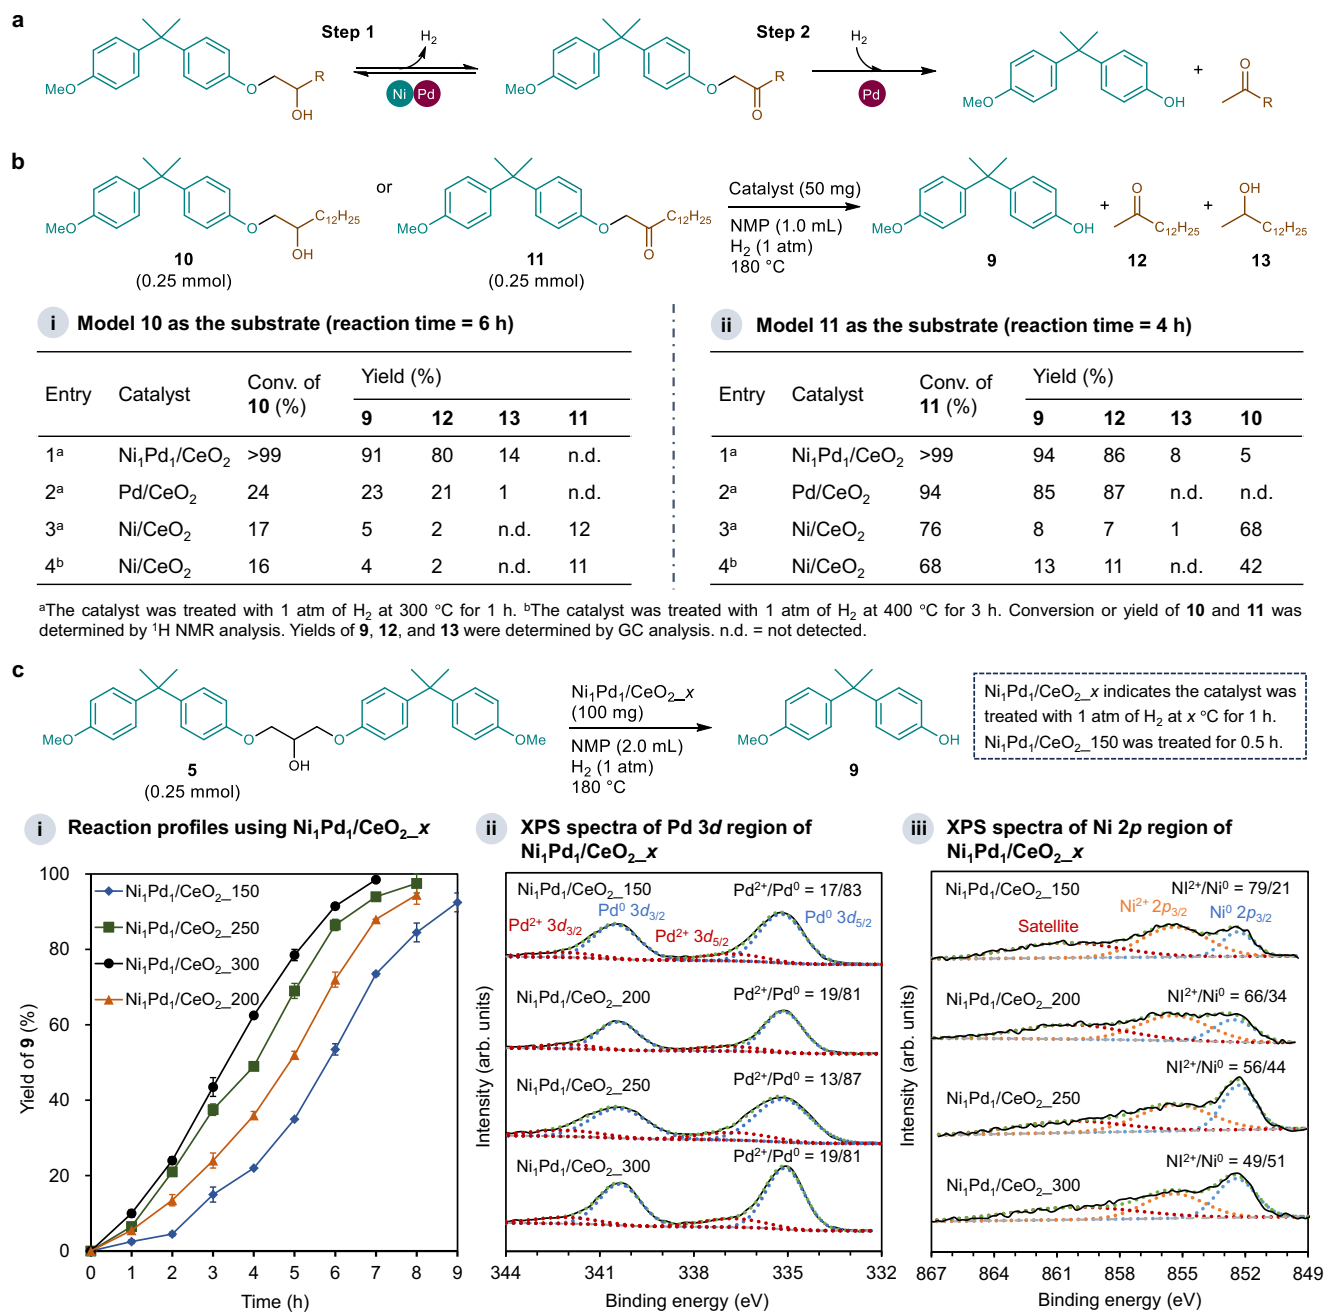 a
Step 1
H₂
Ni Pd
MeO
O
R
OH
Step 2
H₂
Pd
MeO
O
R
O
MeO
OH
+
O
R
b
MeO
O
C₁₂H₂₅
OH
10
(0.25 mmol)
or
MeO
O
C₁₂H₂₅
O
11
(0.25 mmol)
Catalyst (50 mg)
NMP (1.0 mL)
H₂ (1 atm)
180 °C
MeO
OH
9
+
O
C₁₂H₂₅
12
+
OH
C₁₂H₂₅
13
i Model 10 as the substrate (reaction time = 6 h)
Entry Catalyst Conv. of 10 (%) Yield (%)
9 12 13 11
1ᵃ Ni₁Pd₁/CeO₂ >99 91 80 14 n.d.
2ᵃ Pd/CeO₂ 24 23 21 1 n.d.
3ᵃ Ni/CeO₂ 17 5 2 n.d. 12
4ᵇ Ni/CeO₂ 16 4 2 n.d. 11
ii Model 11 as the substrate (reaction time = 4 h)
Entry Catalyst Conv. of 11 (%) Yield (%)
9 12 13 10
1ᵃ Ni₁Pd₁/CeO₂ >99 94 86 8 5
2ᵃ Pd/CeO₂ 94 85 87 n.d. n.d.
3ᵃ Ni/CeO₂ 76 8 7 1 68
4ᵇ Ni/CeO₂ 68 13 11 n.d. 42
ᵃThe catalyst was treated with 1 atm of H₂ at 300 °C for 1 h. ᵇThe catalyst was treated with 1 atm of H₂ at 400 °C for 3 h. Conversion or yield of 10 and 11 was
determined by ¹H NMR analysis. Yields of 9, 12, and 13 were determined by GC analysis. n.d. = not detected.
c
MeO
O
OH
O
OMe
5
(0.25 mmol)
Ni₁Pd₁/CeO₂_x
(100 mg)
NMP (2.0 mL)
H₂ (1 atm)
180 °C
MeO
OH
9
Ni₁Pd₁/CeO₂_x indicates the catalyst was
treated with 1 atm of H₂ at x °C for 1 h.
Ni₁Pd₁/CeO₂_150 was treated for 0.5 h.
i Reaction profiles using Ni₁Pd₁/CeO₂_x
Yield of 9 (%)
100
80
60
40
20
0
Ni₁Pd₁/CeO₂_150
Ni₁Pd₁/CeO₂_250
Ni₁Pd₁/CeO₂_300
Ni₁Pd₁/CeO₂_200
0 1 2 3 4 5 6 7 8 9
Time (h)
ii XPS spectra of Pd 3d region of
Ni₁Pd₁/CeO₂_x
Intensity (arb. units)
Ni₁Pd₁/CeO₂_150 Pd²⁺/Pd⁰ = 17/83
Pd²⁺ 3d₃/₂ Pd⁰ 3d₃/₂ Pd²⁺ 3d₅/₂ Pd⁰ 3d₅/₂
Ni₁Pd₁/CeO₂_200 Pd²⁺/Pd⁰ = 19/81
Ni₁Pd₁/CeO₂_250 Pd²⁺/Pd⁰ = 13/87
Ni₁Pd₁/CeO₂_300 Pd²⁺/Pd⁰ = 19/81
344 341 338 335 332
Binding energy (eV)
iii XPS spectra of Ni 2p region of
Ni₁Pd₁/CeO₂_x
Intensity (arb. units)
Ni₁Pd₁/CeO₂_150 NI²⁺/Ni⁰ = 79/21
Satellite Ni²⁺ 2p₃/₂ Ni⁰ 2p₃/₂
Ni₁Pd₁/CeO₂_200 NI²⁺/Ni⁰ = 66/34
Ni₁Pd₁/CeO₂_250 NI²⁺/Ni⁰ = 56/44
Ni₁Pd₁/CeO₂_300 NI²⁺/Ni⁰ = 49/51
867 864 861 858 855 852 849
Binding energy (eV)